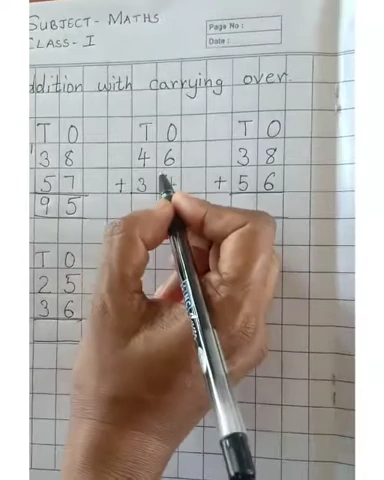 SUBJECT - MATHS
CLASS - I
Page No :
Date :
ddition with carrying over.
T O
T O
T O
3 8
4 6
3 8
5 7
+ 3
+ 5 6
9 5
T O
2 5
3 6